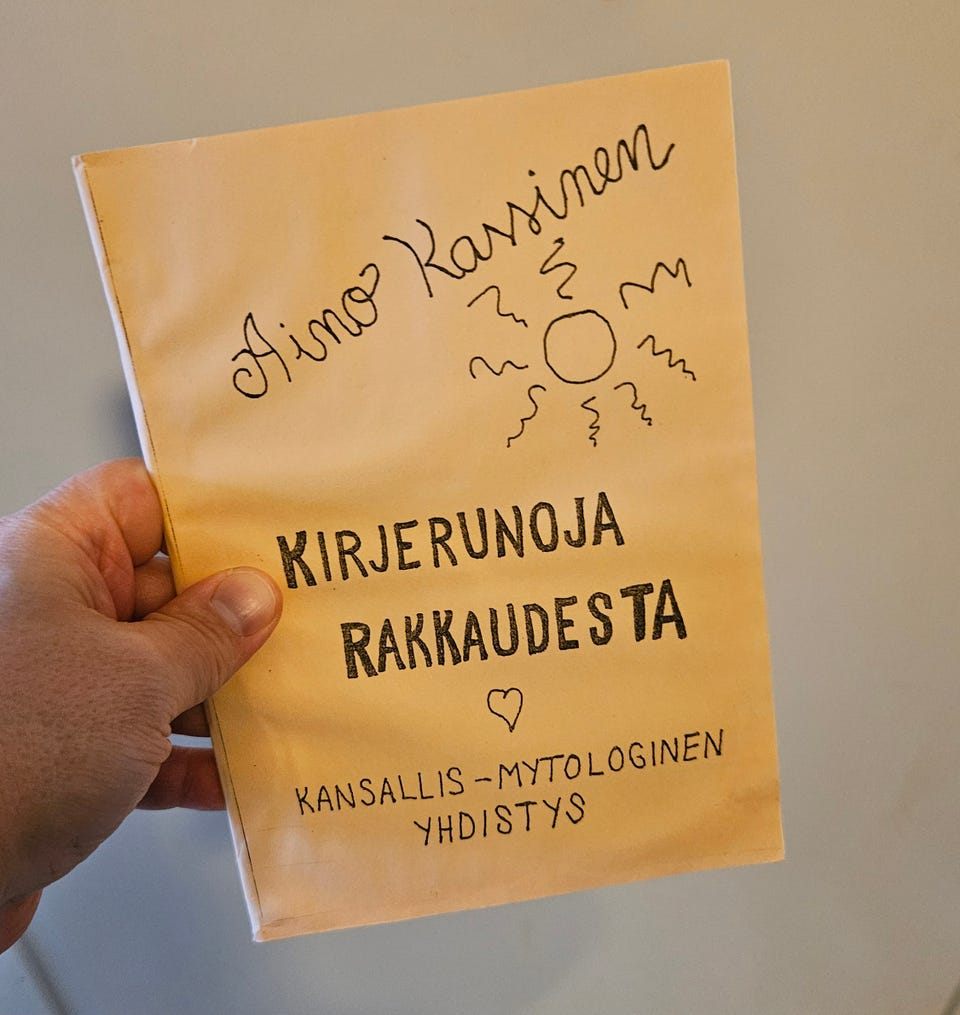 Aino Kassinen
KIRJERUNOJA
RAKKAUDESTA
KANSALLIS-MYTOLOGINEN
YHDISTYS